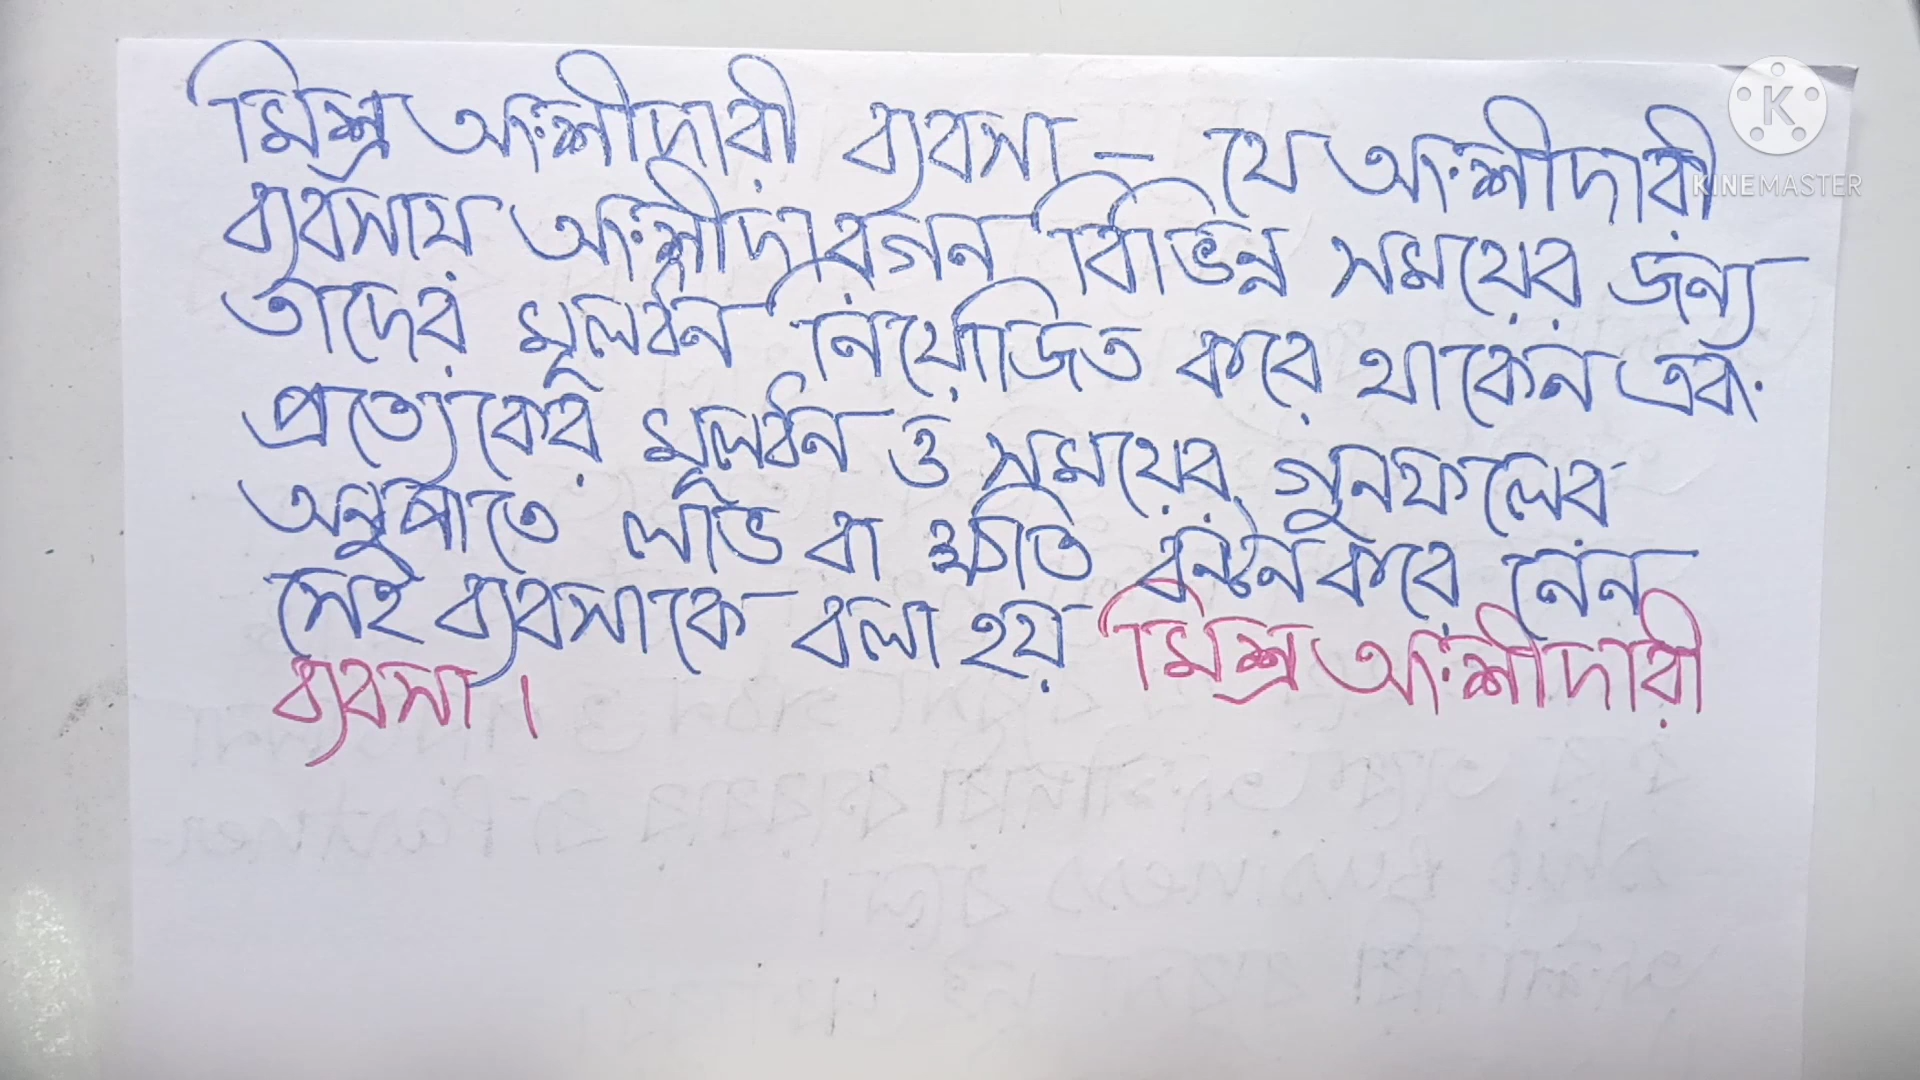 মিশ্র অংশীদারী ব্যবসা – যে অংশীদারী
ব্যবসায় অংশীদারগন বিভিন্ন সময়ের জন্য
তাদের মূলধন নিয়োজিত করে থাকেন এবং
প্রত্যেকের মূলধন ও সময়ের গুনফলের
অনুপাতে লাভ বা ক্ষতি বন্টন করে নেন
সেই ব্যবসাকে বলা হয় মিশ্র অংশীদারী
ব্যবসা।
K
KINEMASTER